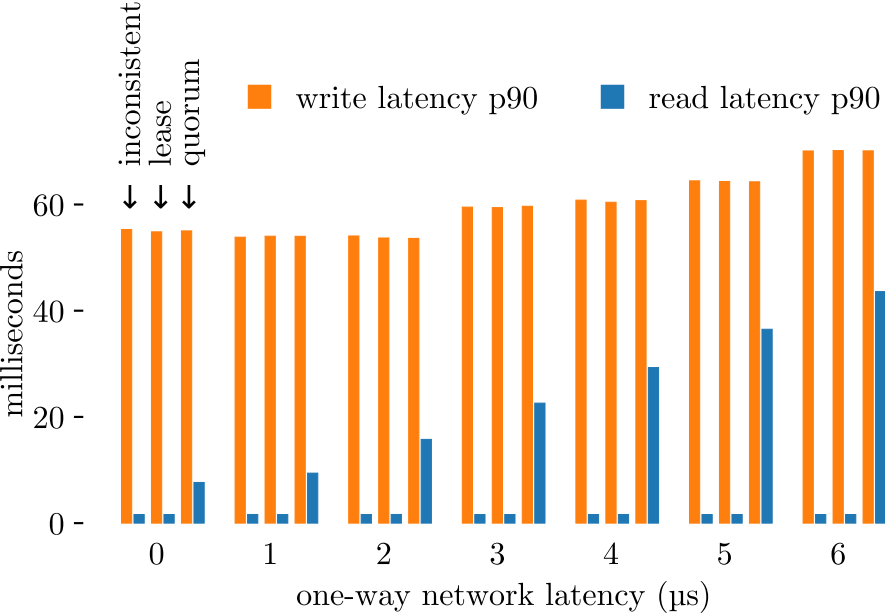 inconsistent
lease
quorum
write latency p90
read latency p90
milliseconds
60
40
20
0
0 1 2 3 4 5 6
one-way network latency (µs)